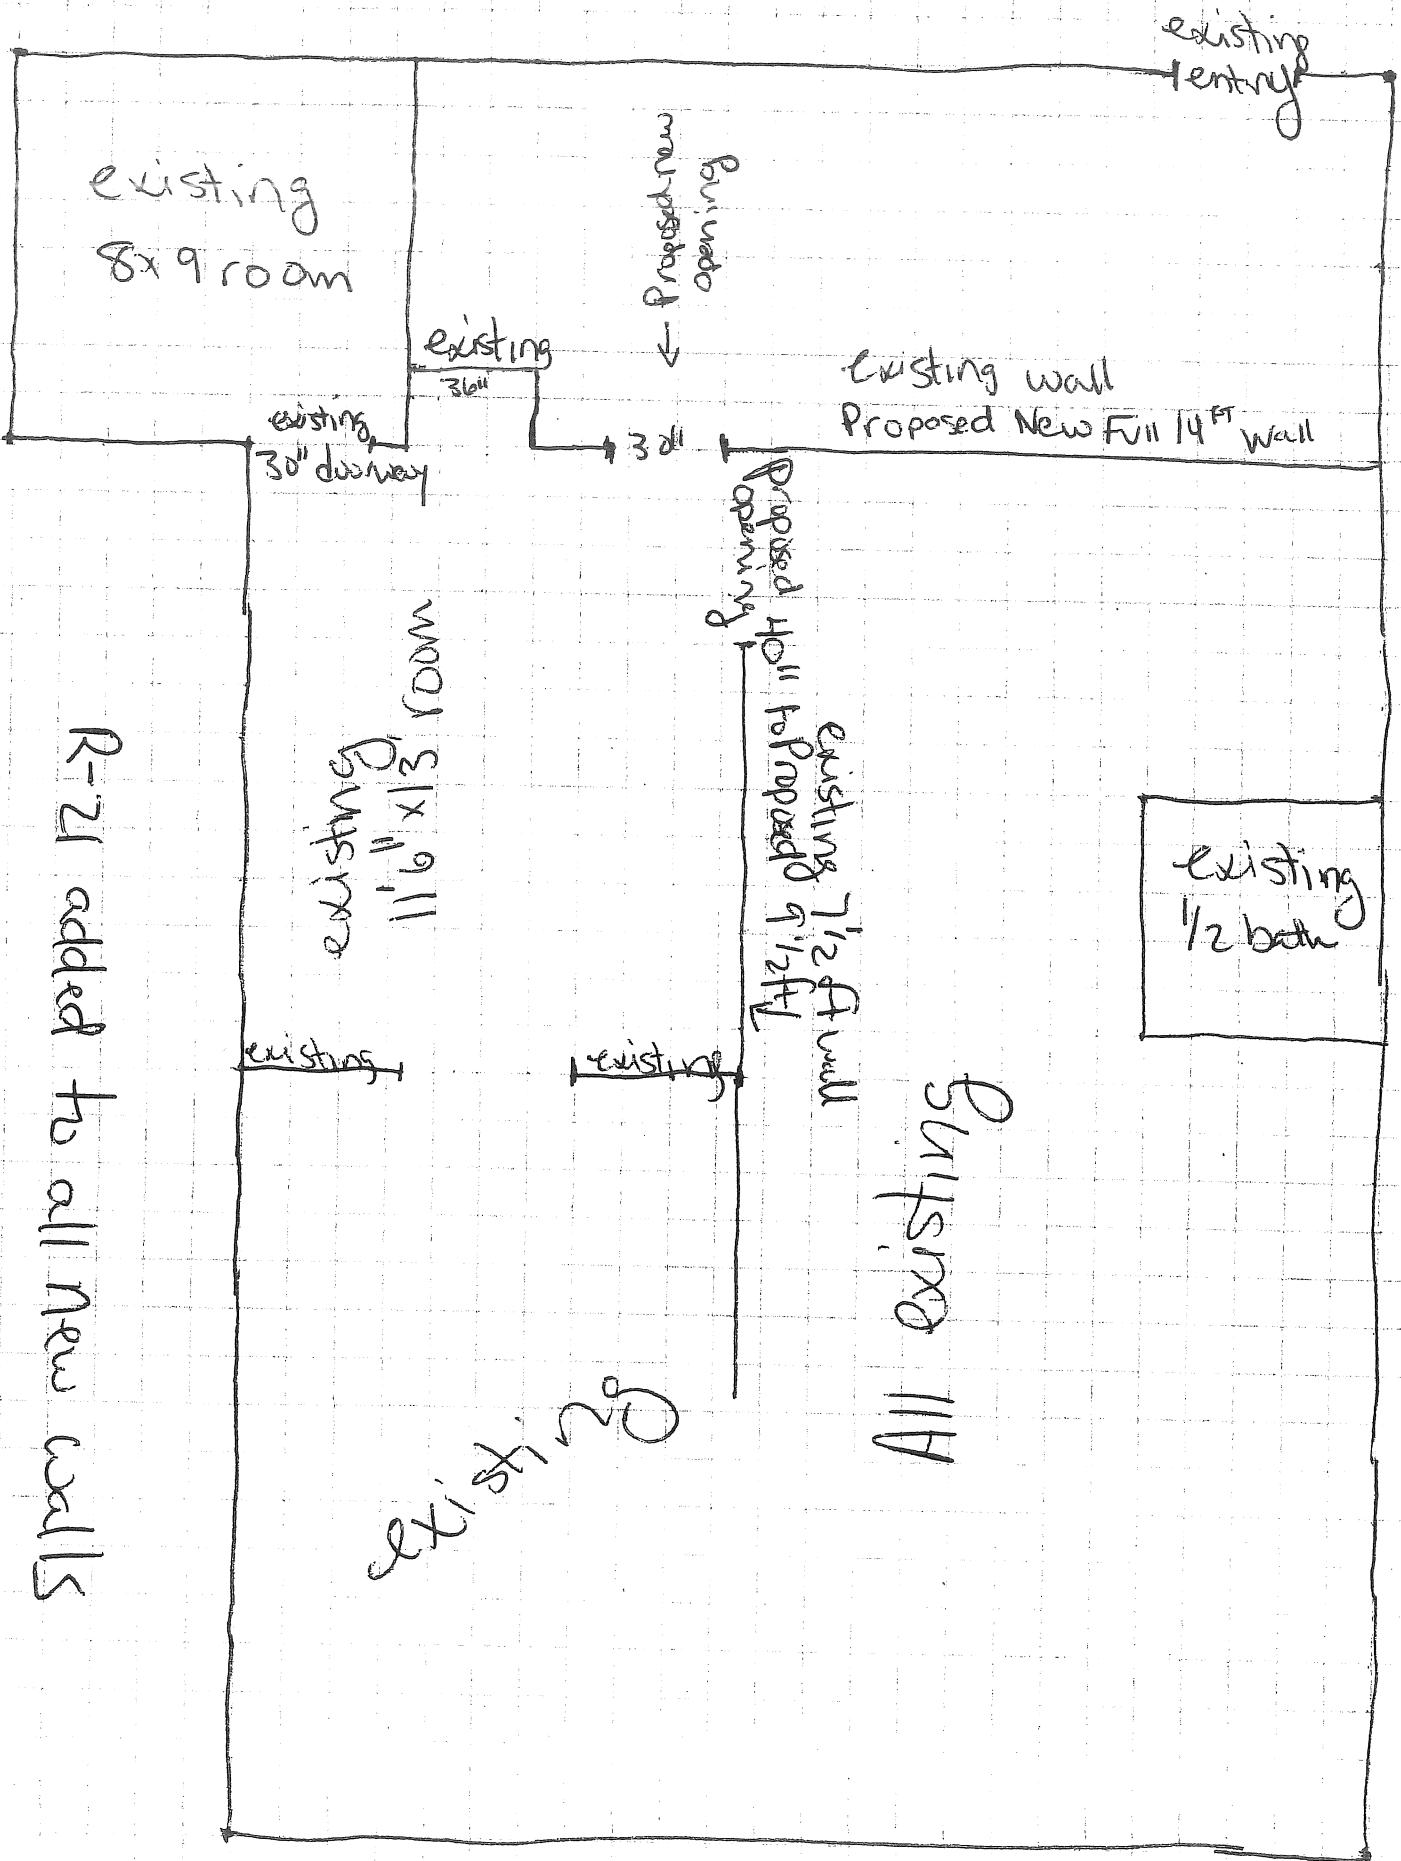 existing
entry
existing
8x9 room
Proposed new
opening
existing
36"
existing wall
Proposed New Full 14FT wall
existing
30" doorway
30"
Proposed Hall to Proposed 9 1/2 ft
opening
existing 7 1/2 ft wall
existing
11'6" x 13' room
existing
1/2 bath
existing
existing
All existing
existing
R-21 added to all new walls